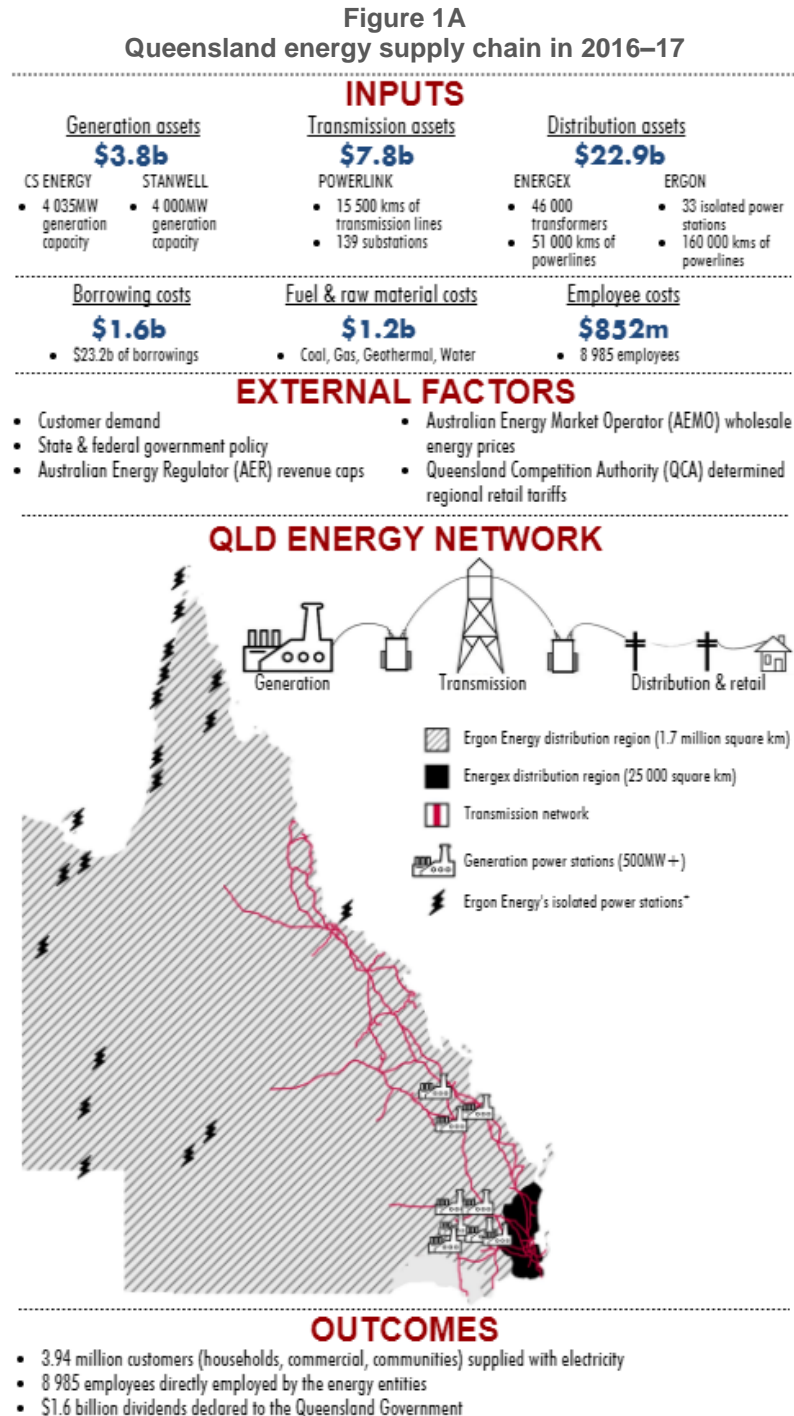 Figure 1A
Queensland energy supply chain in 2016–17
INPUTS
Generation assets
$3.8b
CS ENERGY
• 4 035MW
generation
capacity
STANWELL
• 4 000MW
generation
capacity
Transmission assets
$7.8b
POWERLINK
• 15 500 kms of
transmission lines
• 139 substations
Distribution assets
$22.9b
ENERGEX
• 46 000
transformers
• 51 000 kms of
powerlines
ERGON
• 33 isolated power
stations
• 160 000 kms of
powerlines
Borrowing costs
$1.6b
• $23.2b of borrowings
Fuel & raw material costs
$1.2b
• Coal, Gas, Geothermal, Water
Employee costs
$852m
• 8 985 employees
EXTERNAL FACTORS
• Customer demand
• State & federal government policy
• Australian Energy Regulator (AER) revenue caps
• Australian Energy Market Operator (AEMO) wholesale
energy prices
• Queensland Competition Authority (QCA) determined
regional retail tariffs
QLD ENERGY NETWORK
Generation
Transmission
Distribution & retail
Ergon Energy distribution region (1.7 million square km)
Energex distribution region (25 000 square km)
Transmission network
Generation power stations (500MW+)
Ergon Energy's isolated power stations*
OUTCOMES
• 3.94 million customers (households, commercial, communities) supplied with electricity
• 8 985 employees directly employed by the energy entities
• $1.6 billion dividends declared to the Queensland Government